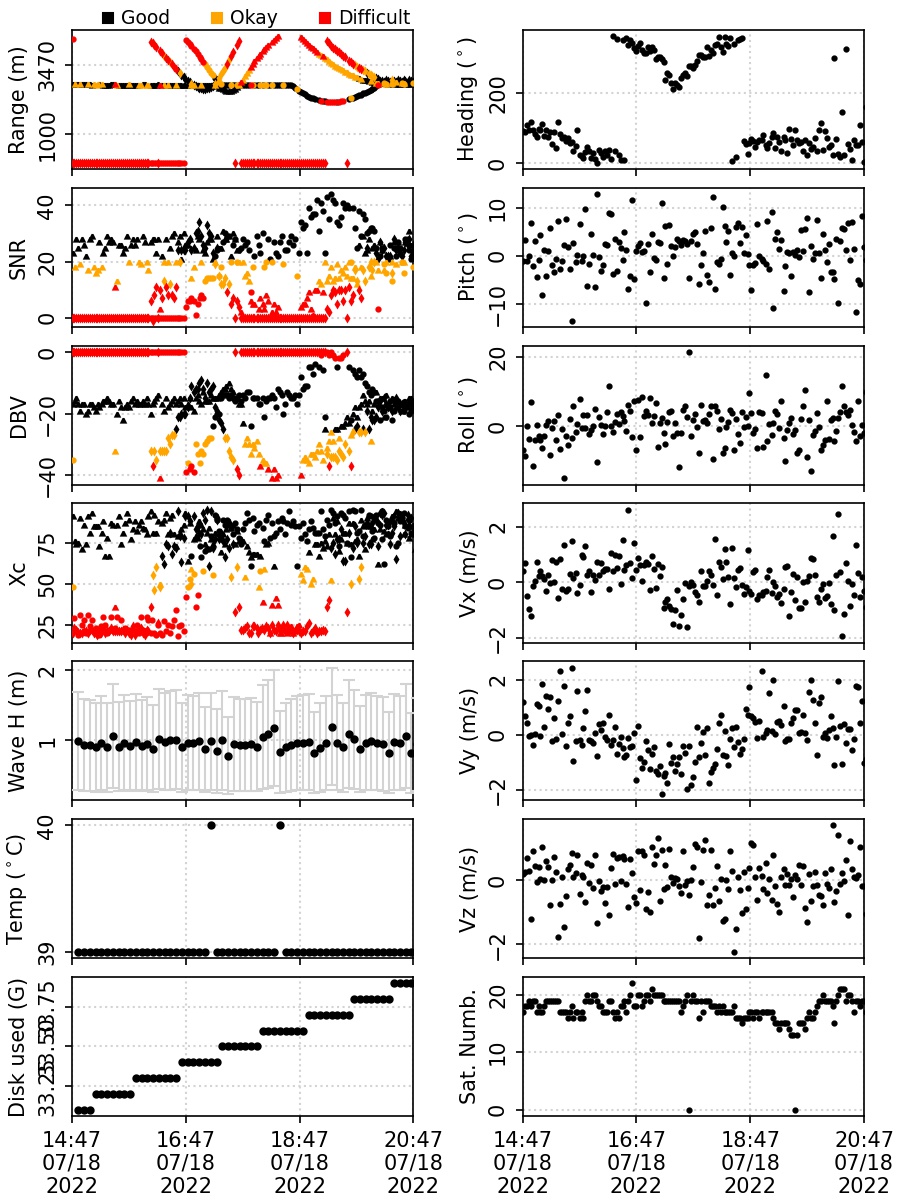 Good Okay Difficult
Range (m)
3470
1000
Heading (°)
200
0
SNR
40
20
0
Pitch (°)
10
0
−10
DBV
0
−20
−40
Roll (°)
20
0
Xc
75
50
25
Vx (m/s)
2
0
−2
Wave H (m)
2
1
Vy (m/s)
2
0
−2
Temp (°C)
40
39
Vz (m/s)
0
−2
Disk used (G)
33.25
Sat. Numb.
20
10
0
14:47 16:47 18:47 20:47
07/18 07/18 07/18 07/18
2022 2022 2022 2022
14:47 16:47 18:47 20:47
07/18 07/18 07/18 07/18
2022 2022 2022 2022